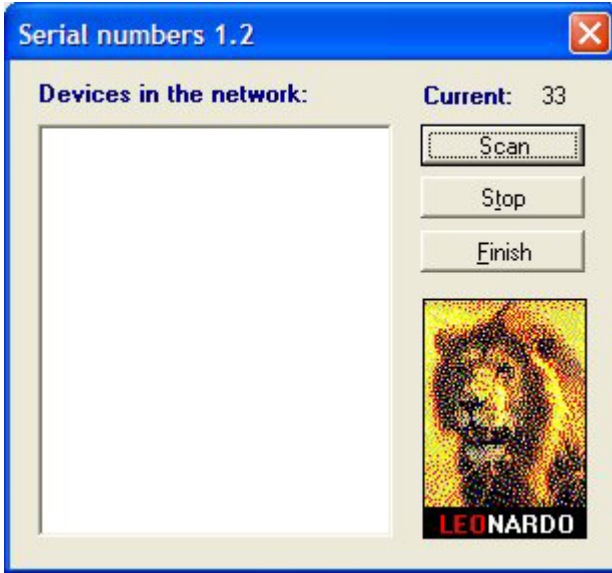 Serial numbers 1.2
Devices in the network:
Current: 33
Scan
Stop
Finish
LEONARDO